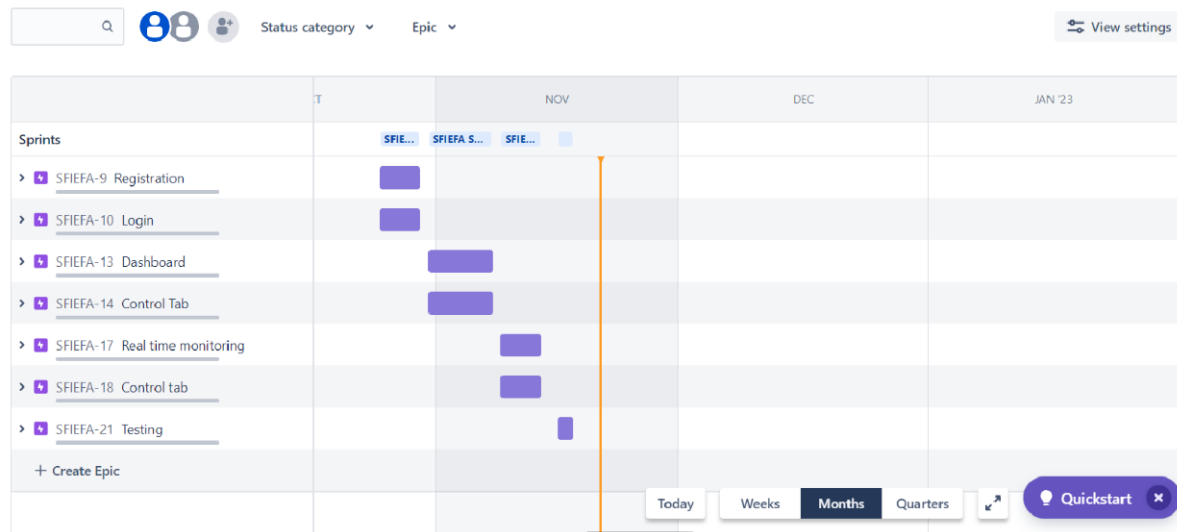 Status category
Epic
View settings
CT
NOV
DEC
JAN '23
Sprints
SFIE...
SFIEFA S...
SFIE...
SFIEFA-9 Registration
SFIEFA-10 Login
SFIEFA-13 Dashboard
SFIEFA-14 Control Tab
SFIEFA-17 Real time monitoring
SFIEFA-18 Control tab
SFIEFA-21 Testing
+ Create Epic
Today
Weeks
Months
Quarters
Quickstart